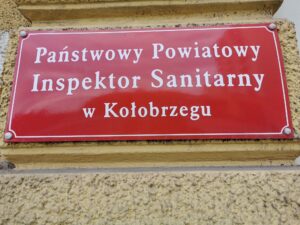 Państwowy Powiatowy
Inspektor Sanitarny
w Kołobrzegu